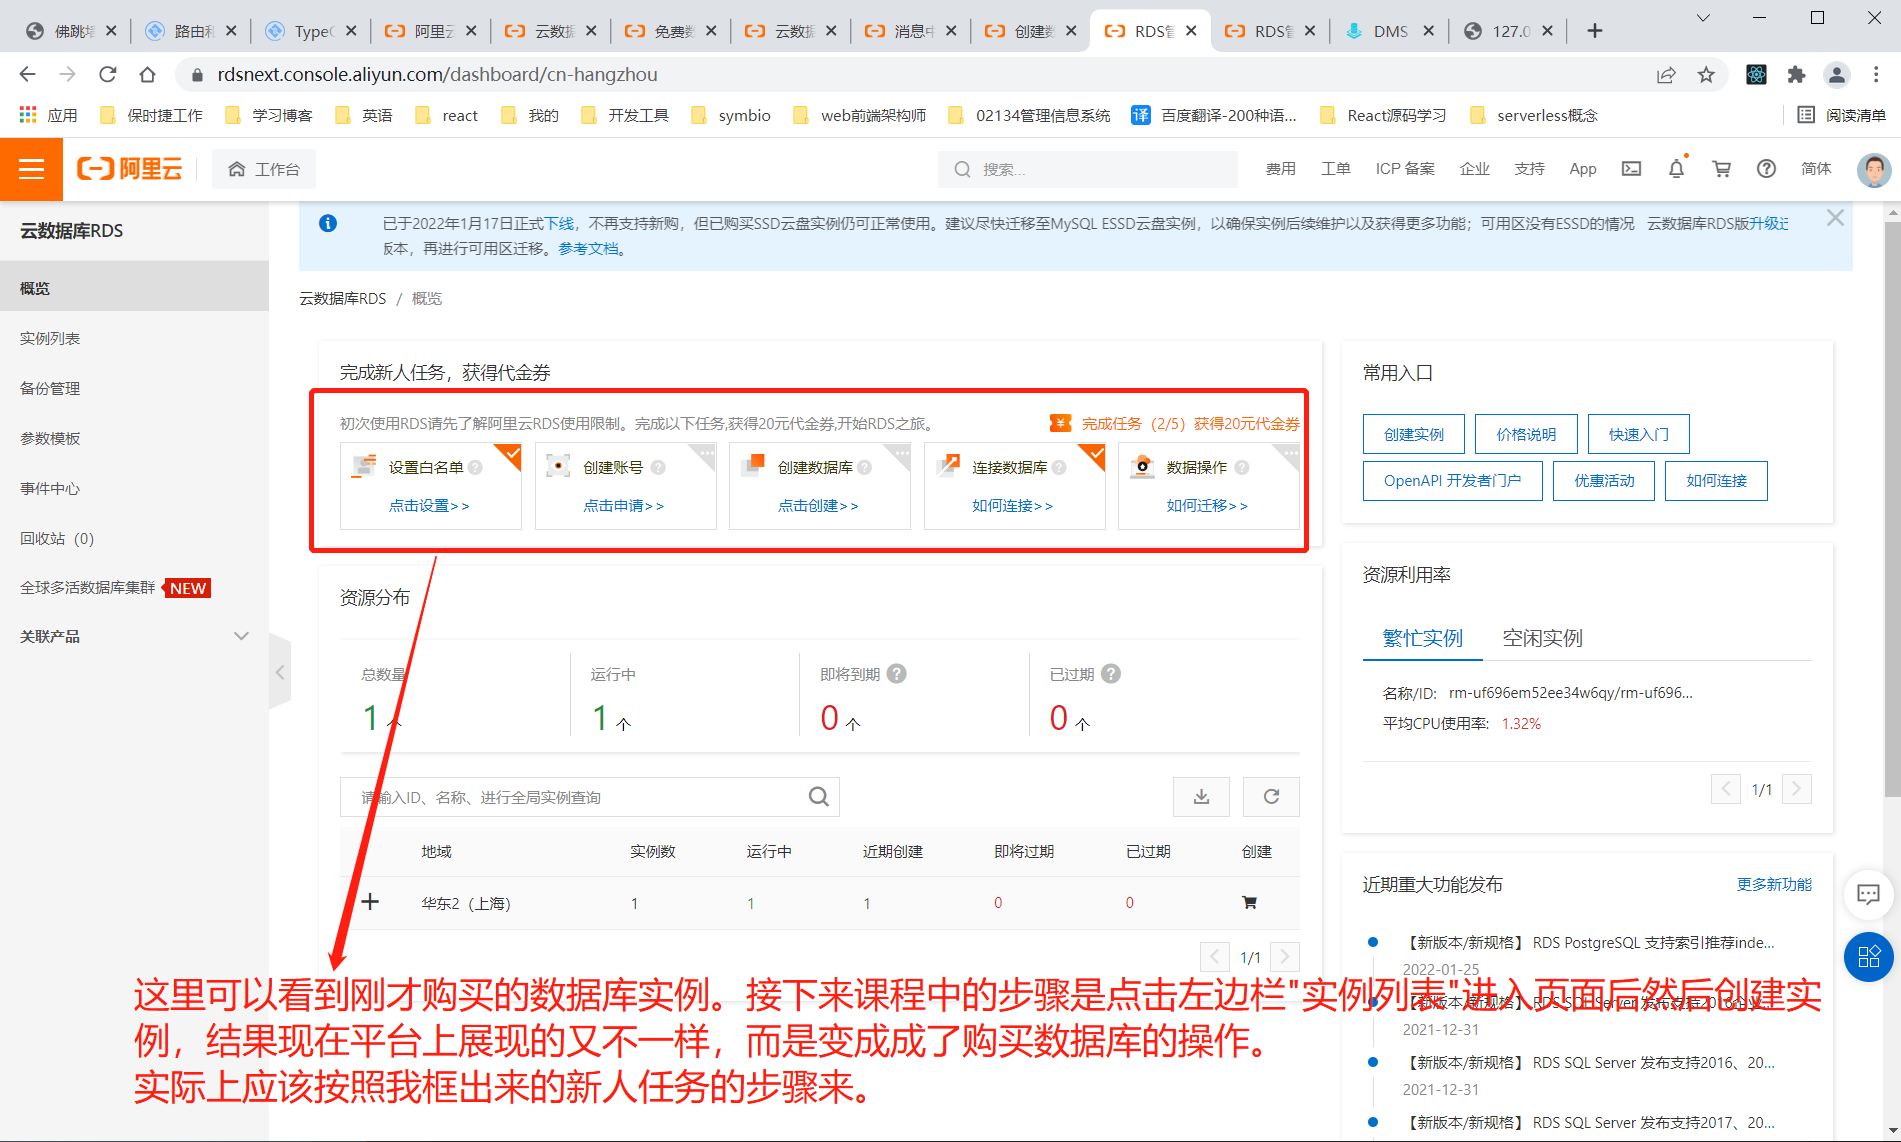 佛跳墙
路由和
TypeC
阿里云
云数据
免费数
云数据
消息中
创建数
RDS管
RDS管
DMS
127.0
rdsnext.console.aliyun.com/dashboard/cn-hangzhou
应用 保时捷工作 学习博客 英语 react 我的 开发工具 symbio web前端架构师 02134管理信息系统 译 百度翻译-200种语... React源码学习 serverless概念 阅读清单
阿里云 工作台 搜索... 费用 工单 ICP 备案 企业 支持 App 简体
云数据库RDS
概览
实例列表
备份管理
参数模板
事件中心
回收站 (0)
全球多活数据库集群 NEW
关联产品
已于2022年1月17日正式下线，不再支持新购，但已购买SSD云盘实例仍可正常使用。建议尽快迁移至MySQL ESSD云盘实例，以确保实例后续维护以及获得更多功能；可用区没有ESSD的情况 云数据库RDS版升级迁
版本，再进行可用区迁移。参考文档。
云数据库RDS / 概览
完成新人任务，获得代金券
初次使用RDS请先了解阿里云RDS使用限制。完成以下任务,获得20元代金券,开始RDS之旅。
完成任务（2/5）获得20元代金券
设置白名单
点击设置>>
创建账号
点击申请>>
创建数据库
点击创建>>
连接数据库
如何连接>>
数据操作
如何迁移>>
资源分布
总数量 运行中 即将到期 已过期
1 个 1 个 0 个 0 个
请输入ID、名称、进行全局实例查询
地域 实例数 运行中 近期创建 即将过期 已过期 创建
华东2（上海） 1 1 1 0 0
1/1
常用入口
创建实例 价格说明 快速入门
OpenAPI 开发者门户 优惠活动 如何连接
资源利用率
繁忙实例 空闲实例
名称/ID: rm-uf696em52ee34w6qy/rm-uf696...
平均CPU使用率: 1.32%
1/1
近期重大功能发布 更多新功能
【新版本/新规格】 RDS PostgreSQL 支持索引推荐inde...
2022-01-25
【新版本/新规格】 RDS SQL Server 发布支持2016企业...
2021-12-31
【新版本/新规格】 RDS SQL Server 发布支持2016、20...
2021-12-31
【新版本/新规格】 RDS SQL Server 发布支持2017、20...
这里可以看到刚才购买的数据库实例。接下来课程中的步骤是点击左边栏"实例列表"进入页面后然后创建实
例，结果现在平台上展现的又不一样，而是变成成了购买数据库的操作。
实际上应该按照我框出来的新人任务的步骤来。